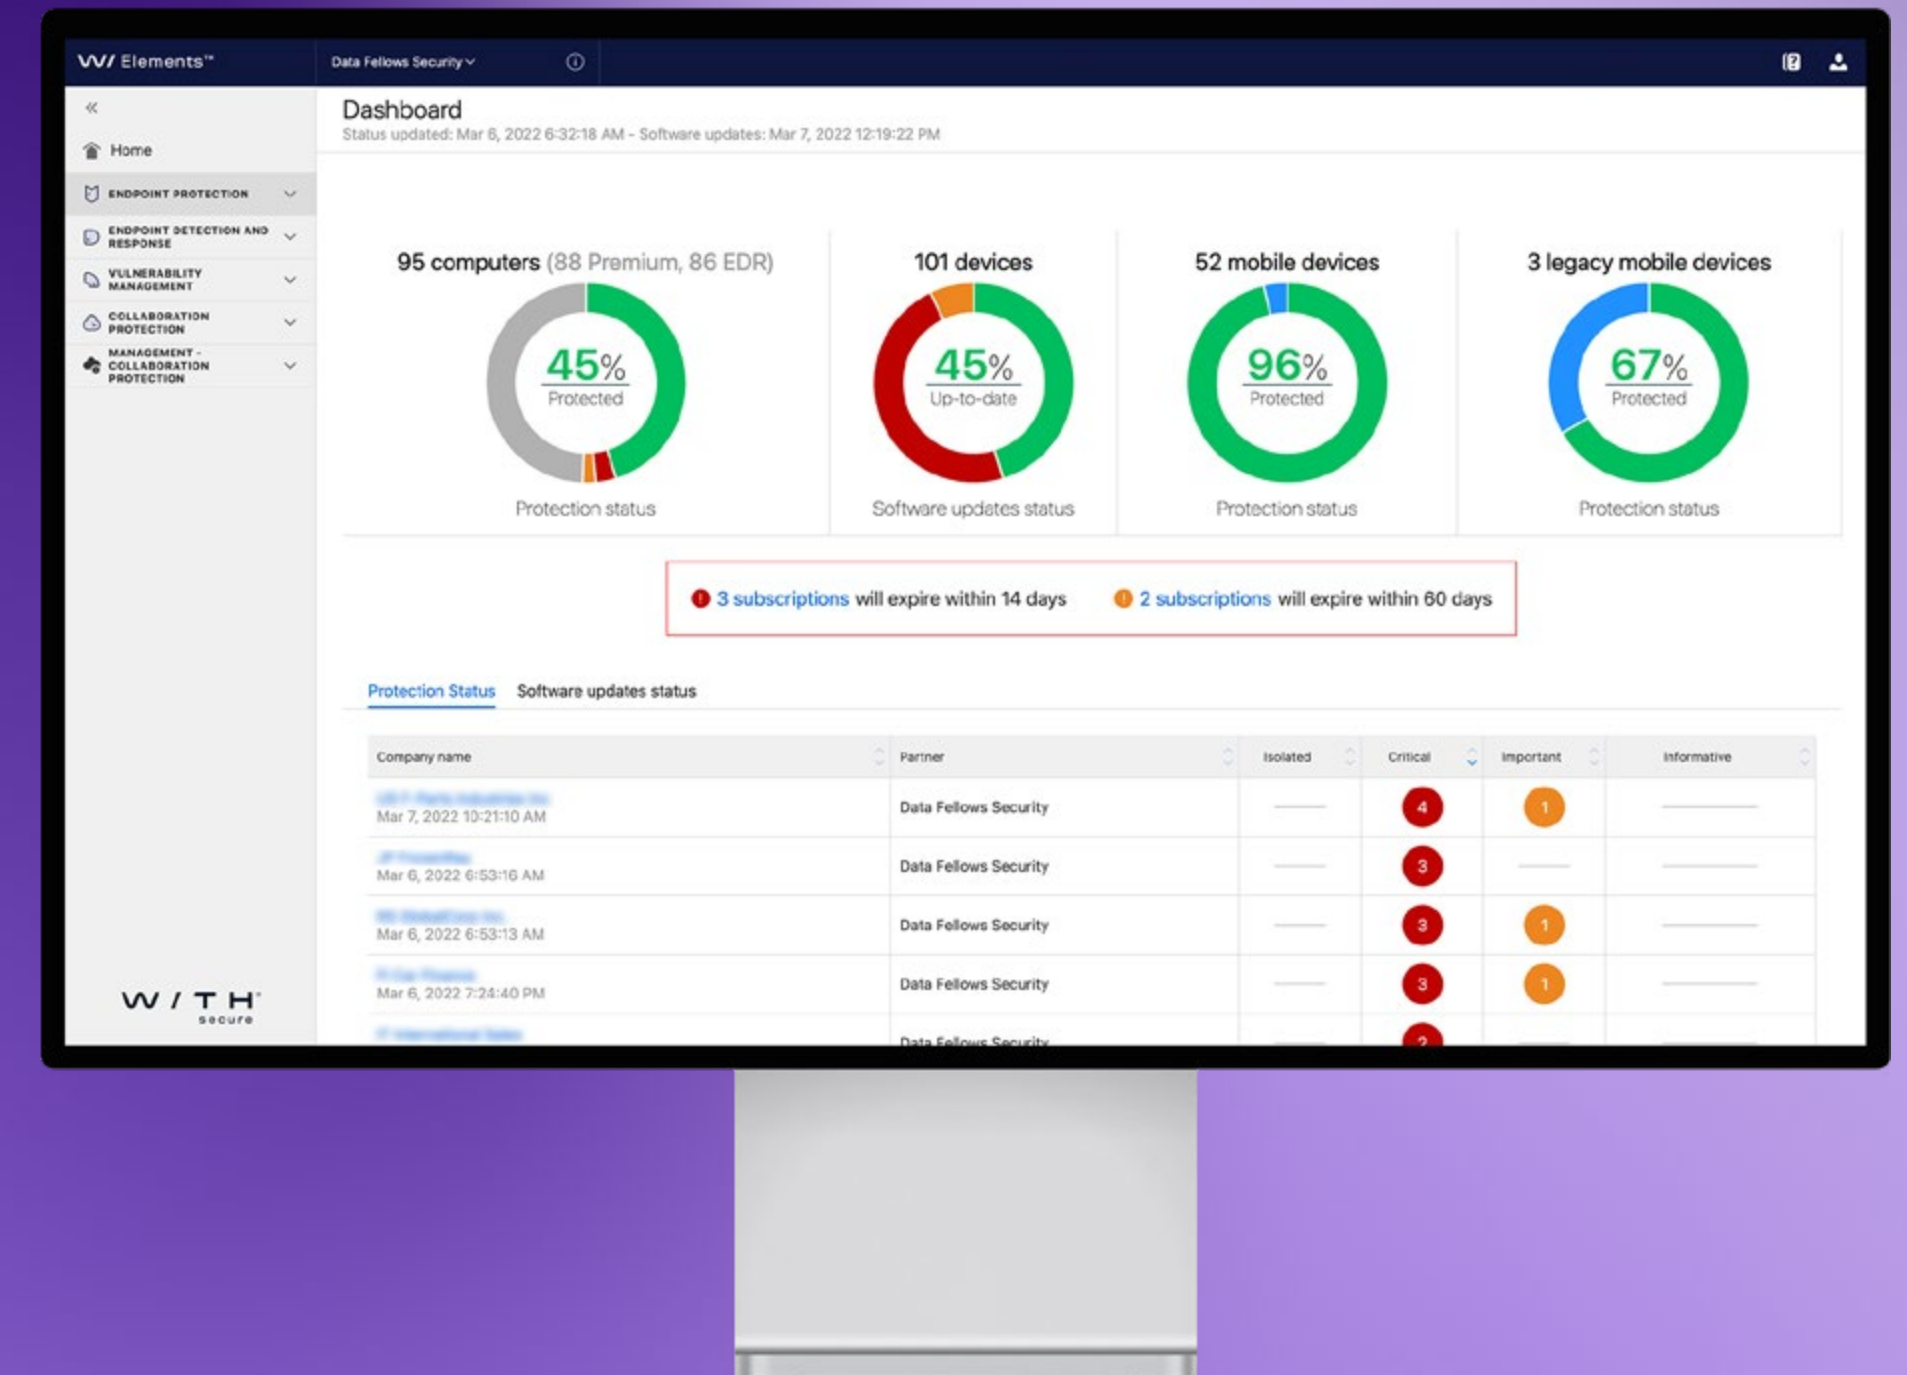 W/ Elements™
Data Fellows Security
Dashboard
Status updated: Mar 6, 2022 6:32:18 AM - Software updates: Mar 7, 2022 12:19:22 PM
Home
ENDPOINT PROTECTION
ENDPOINT DETECTION AND
RESPONSE
VULNERABILITY
MANAGEMENT
COLLABORATION
PROTECTION
MANAGEMENT -
COLLABORATION
PROTECTION
95 computers (88 Premium, 86 EDR)
45%
Protected
Protection status
101 devices
45%
Up-to-date
Software updates status
52 mobile devices
96%
Protected
Protection status
3 legacy mobile devices
67%
Protected
Protection status
3 subscriptions will expire within 14 days
2 subscriptions will expire within 60 days
Protection Status Software updates status
Company name Partner Isolated Critical Important Informative
Data Fellows Security 4 1
Mar 7, 2022 10:21:10 AM
Data Fellows Security 3
Mar 6, 2022 6:53:16 AM
Data Fellows Security 3 1
Mar 6, 2022 6:53:13 AM
Data Fellows Security 3 1
Mar 6, 2022 7:24:40 PM
Data Fellows Security 2
W/TH
secure